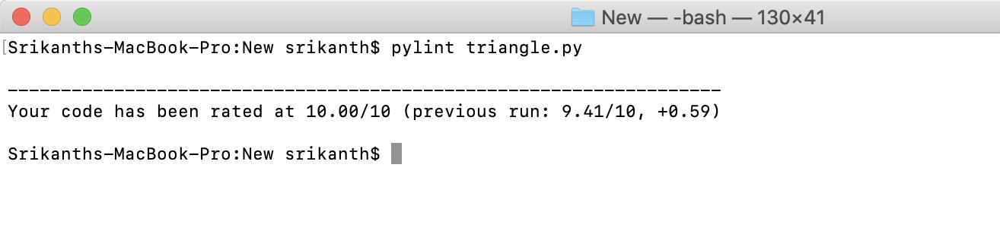 New — -bash — 130×41
[Srikanths-MacBook-Pro:New srikanth$ pylint triangle.py
-------------------------------------------------------------------
Your code has been rated at 10.00/10 (previous run: 9.41/10, +0.59)
Srikanths-MacBook-Pro:New srikanth$